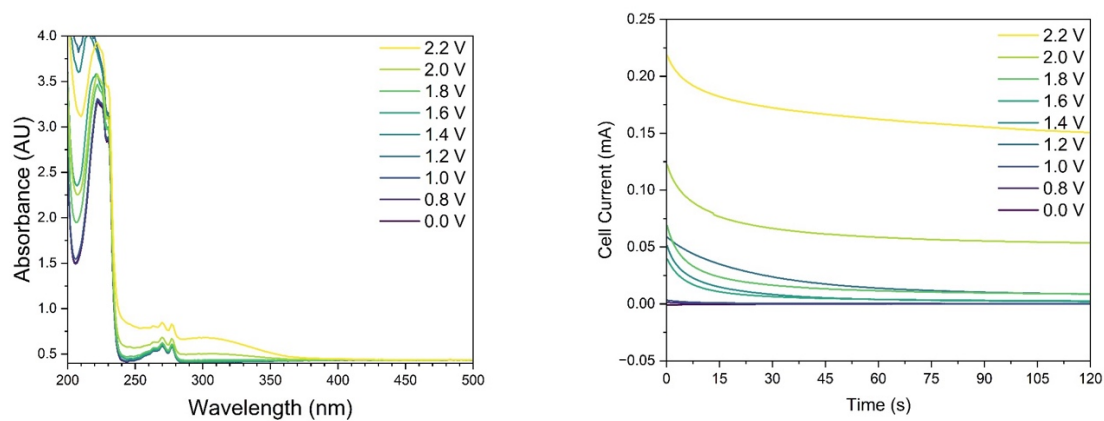 4.0
3.5
3.0
2.5
2.0
1.5
1.0
0.5
Absorbance (AU)
2.2 V
2.0 V
1.8 V
1.6 V
1.4 V
1.2 V
1.0 V
0.8 V
0.0 V
200 250 300 350 400 450 500
Wavelength (nm)
0.25
0.20
0.15
0.10
0.05
0.00
−0.05
Cell Current (mA)
2.2 V
2.0 V
1.8 V
1.6 V
1.4 V
1.2 V
1.0 V
0.8 V
0.0 V
0 15 30 45 60 75 90 105 120
Time (s)